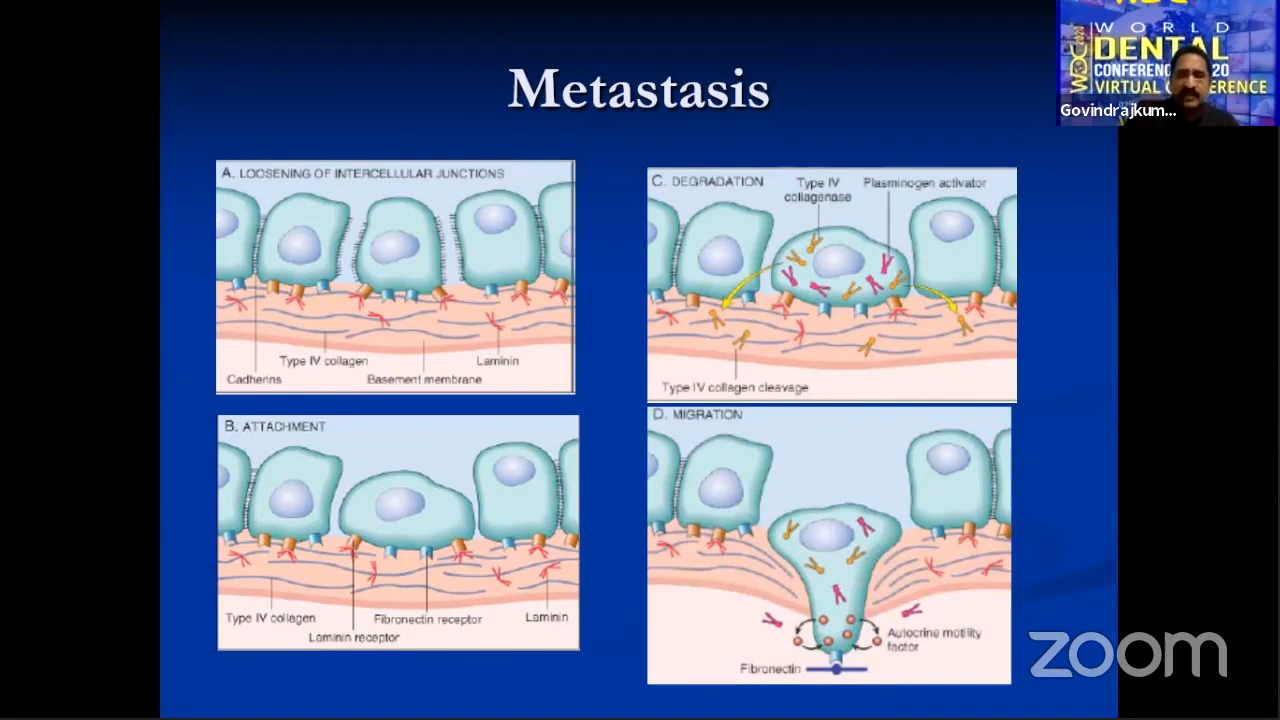 Metastasis
A. LOOSENING OF INTERCELLULAR JUNCTIONS
Type IV collagen
Laminin
Cadherins
Basement membrane
B. ATTACHMENT
Type IV collagen
Fibronectin receptor
Laminin
Laminin receptor
C. DEGRADATION
Type IV
collagenase
Plasminogen activator
Type IV collagen cleavage
D. MIGRATION
Autocrine motility
factor
Fibronectin
WORLD
DENTAL
VIRTUAL
Govindrajkum...
zoom